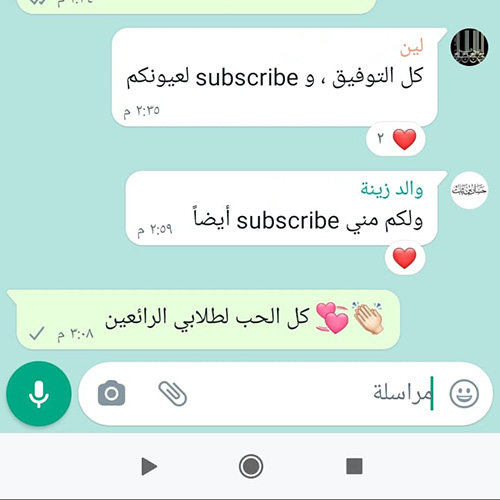 لين
كل التوفيق ، و subscribe لعيونكم
٢:٣٥ م
٢
والد زينة
ولكم مني subscribe أيضاً
٢:٥٩ م
👏🏻💞 كل الحب لطلابي الرائعين
٣:٠٨ م
مراسلة